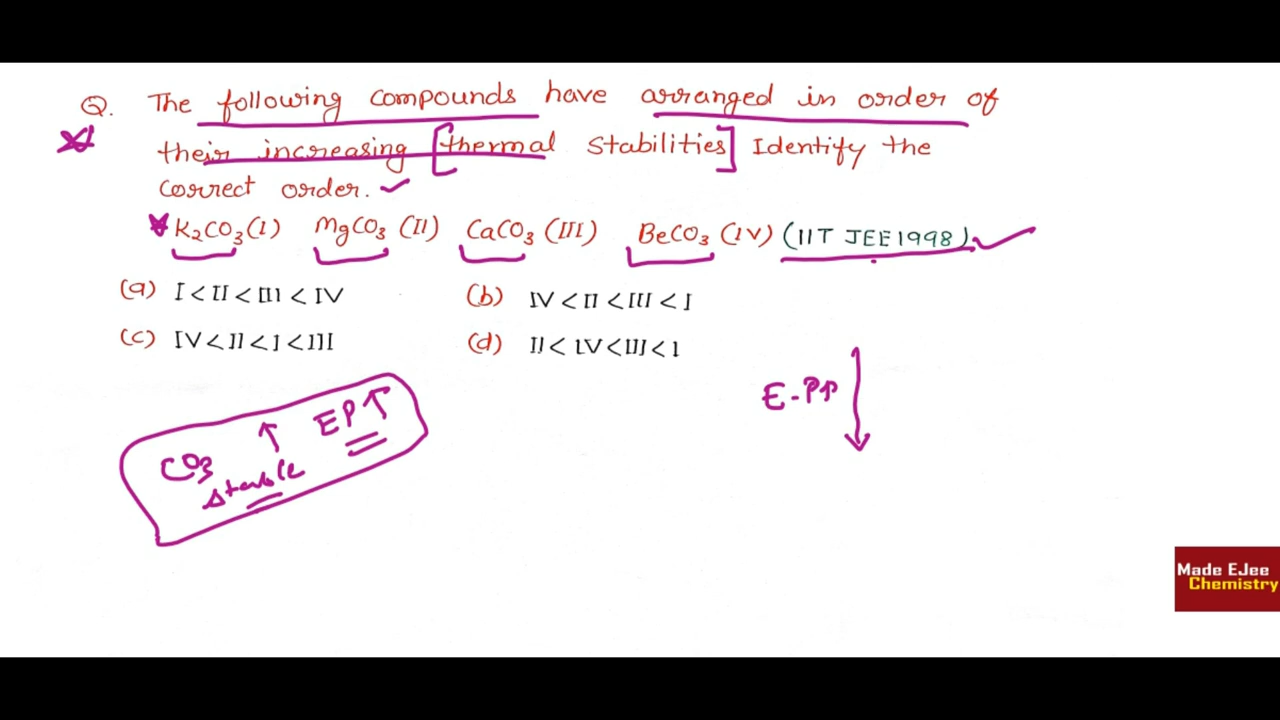 Q. The following compounds have arranged in order of
their increasing [thermal Stabilities] Identify the
correct order.
K₂CO₃(I) MgCO₃ (II) CaCO₃ (III) BeCO₃ (IV) (IIT JEE1998)
(a) I < II < III < IV (b) IV < II < III < I
(c) IV < II < I < III (d) II < IV < III < I
E-P↑
CO₃ stable ↑ EP ↑
Made EJee
Chemistry